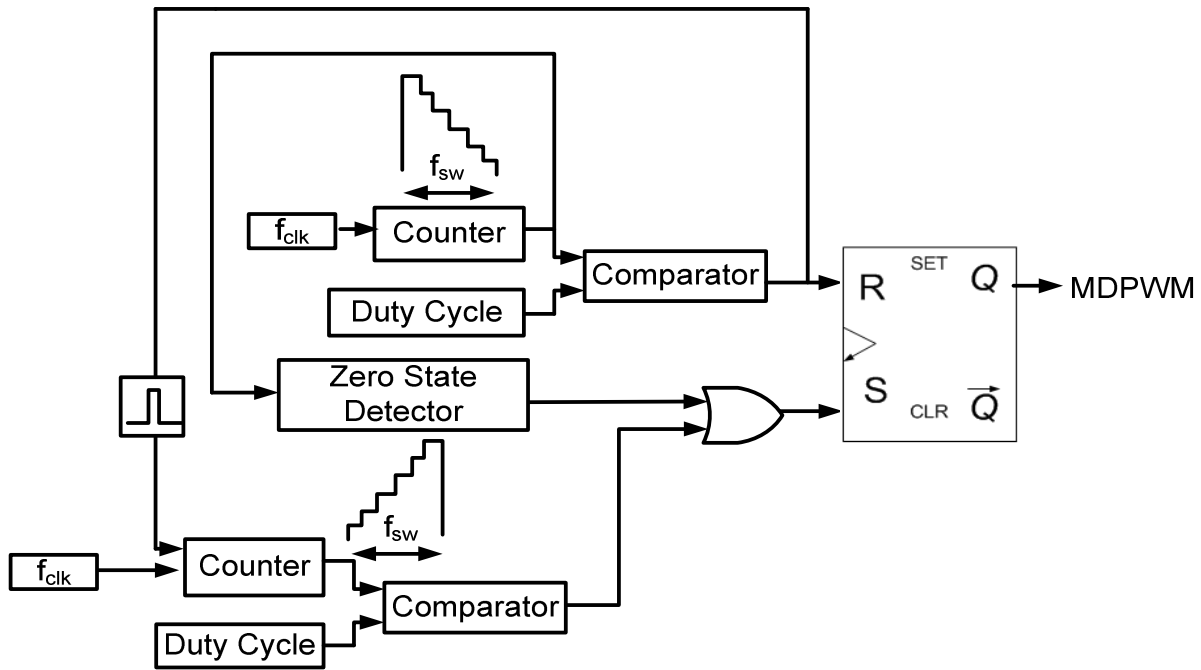 f_sw
f_clk
Counter
Comparator
Duty Cycle
R
SET
Q
MDPWM
Zero State
Detector
S
CLR
Q
f_sw
f_clk
Counter
Comparator
Duty Cycle